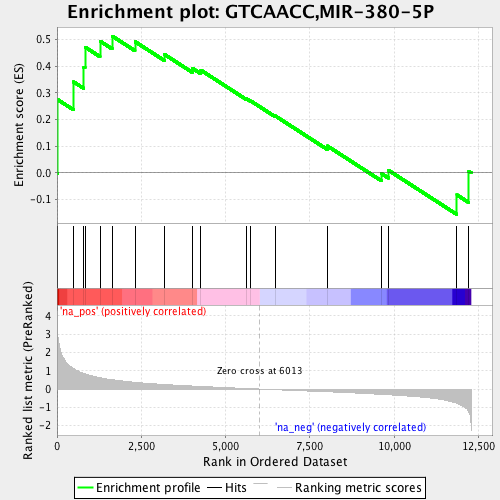 Enrichment plot: GTCAACC,MIR-380-5P
Enrichment score (ES)
0.5
0.4
0.3
0.2
0.1
0.0
-0.1
'na_pos' (positively correlated)
Ranked list metric (PreRanked)
4
3
2
1
0
-1
-2
Zero cross at 6013
'na_neg' (negatively correlated)
0 2,500 5,000 7,500 10,000 12,500
Rank in Ordered Dataset
Enrichment profile Hits Ranking metric scores